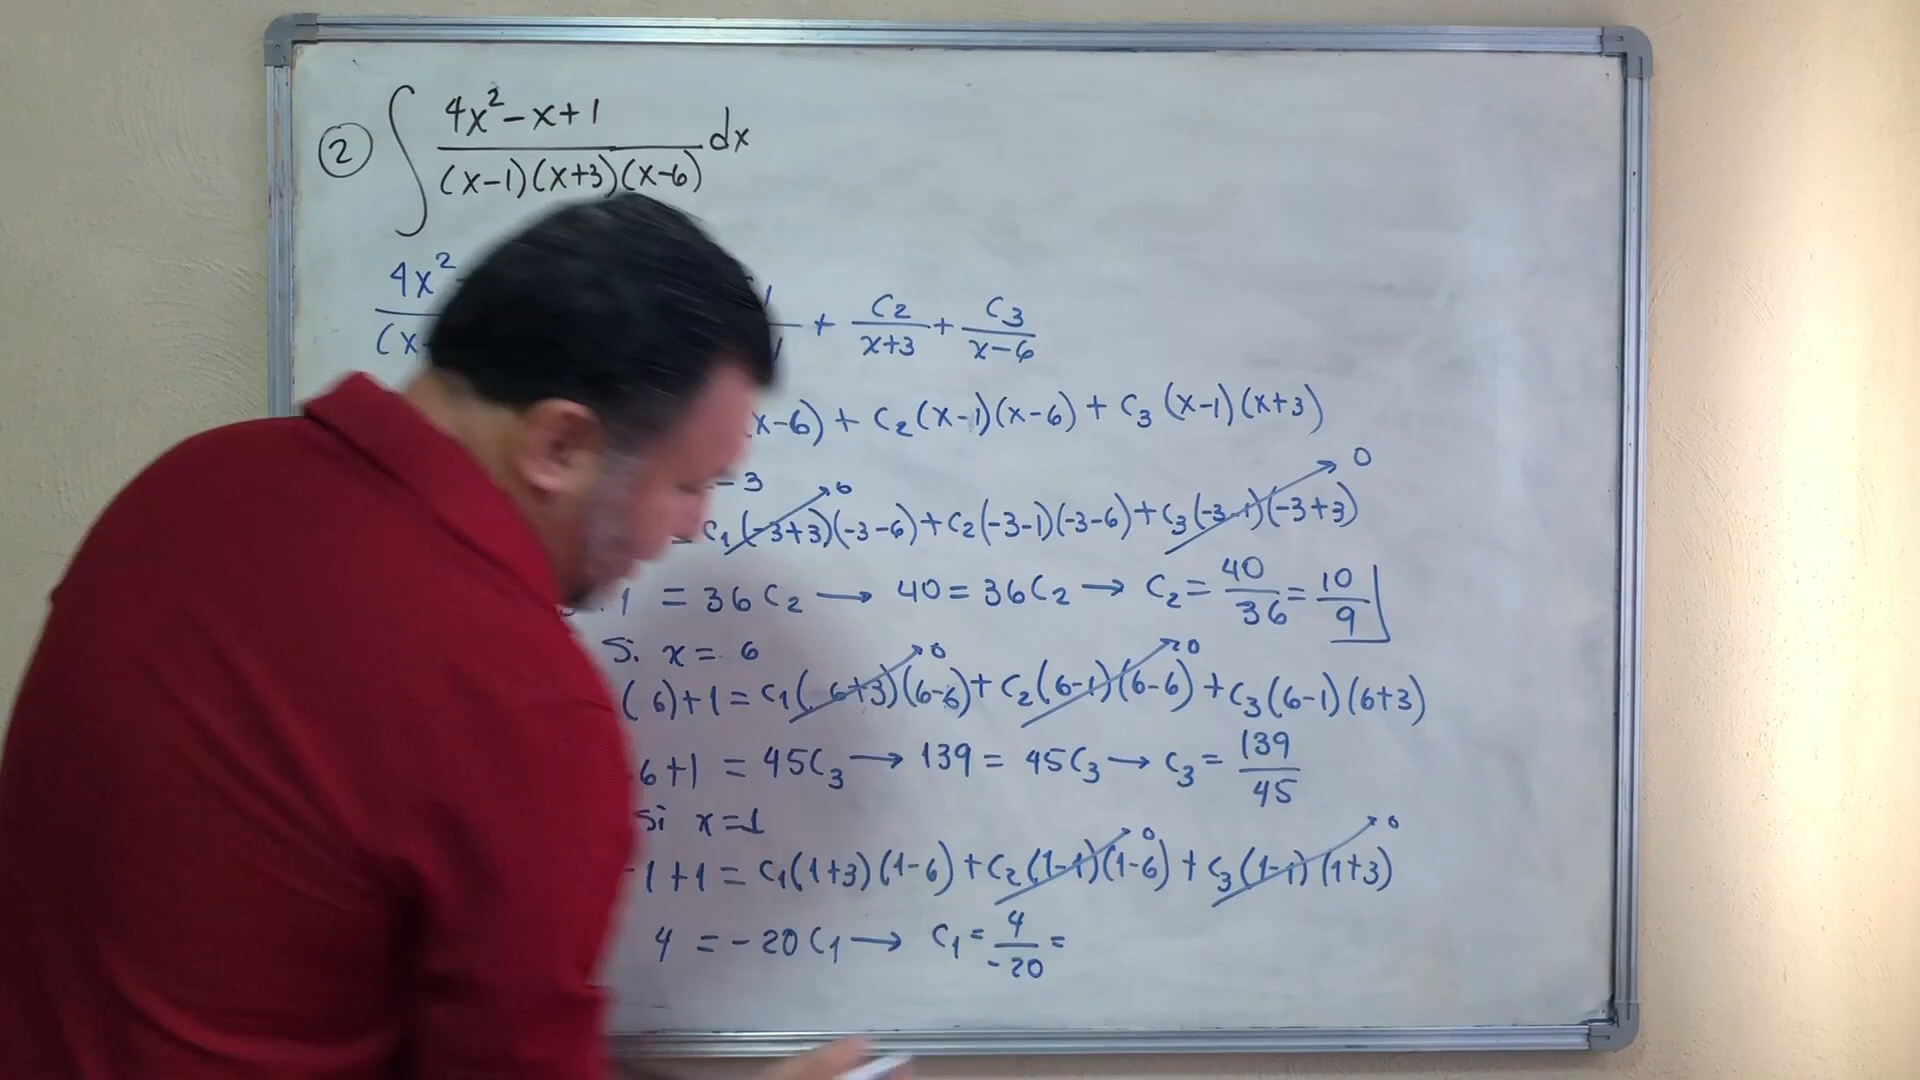 ② ∫ (4x² - x + 1) / ((x-1)(x+3)(x-6)) dx
4x² / (x- 1 / 1 + C₂ / (x+3) + C₃ / (x-6)
x-6) + C₂(x-1)(x-6) + C₃(x-1)(x+3)
-3
= C₁(-3+3)(-3-6) + C₂(-3-1)(-3-6) + C₃(-3-1)(-3+3) 0 0
1 = 36C₂ → 40 = 36C₂ → C₂ = 40/36 = 10/9
Si x = 6
(6)+1 = C₁(6+3)(6-6) + C₂(6-1)(6-6) + C₃(6-1)(6+3) 0 0
6+1 = 45C₃ → 139 = 45C₃ → C₃ = 139/45
Si x=1
-1+1 = C₁(1+3)(1-6) + C₂(1-1)(1-6) + C₃(1-1)(1+3) 0 0
4 = -20C₁ → C₁ = 4/-20 =